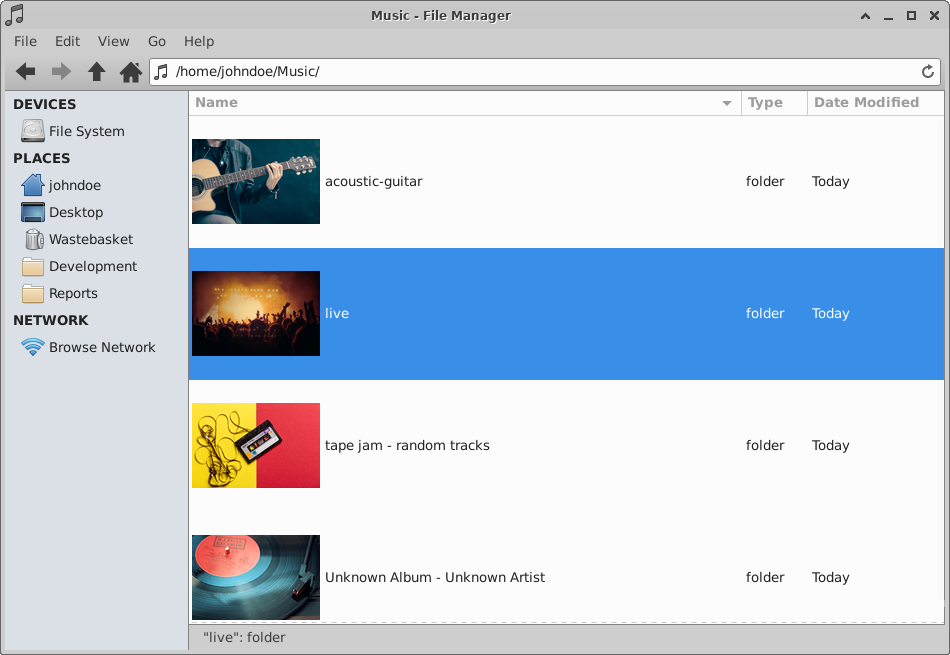 Music - File Manager
File Edit View Go Help
/home/johndoe/Music/
DEVICES
File System
PLACES
johndoe
Desktop
Wastebasket
Development
Reports
NETWORK
Browse Network
Name Type Date Modified
acoustic-guitar folder Today
live folder Today
tape jam - random tracks folder Today
Unknown Album - Unknown Artist folder Today
"live": folder